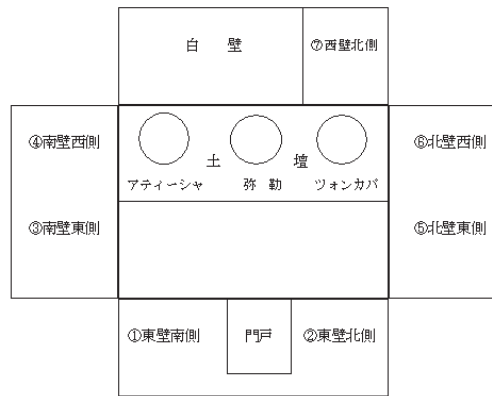 白 壁
⑦西壁北側
④南壁西側
土 壇
⑥北壁西側
アティーシャ 弥 勒 ツォンカパ
③南壁東側
⑤北壁東側
①東壁南側
門戸
②東壁北側